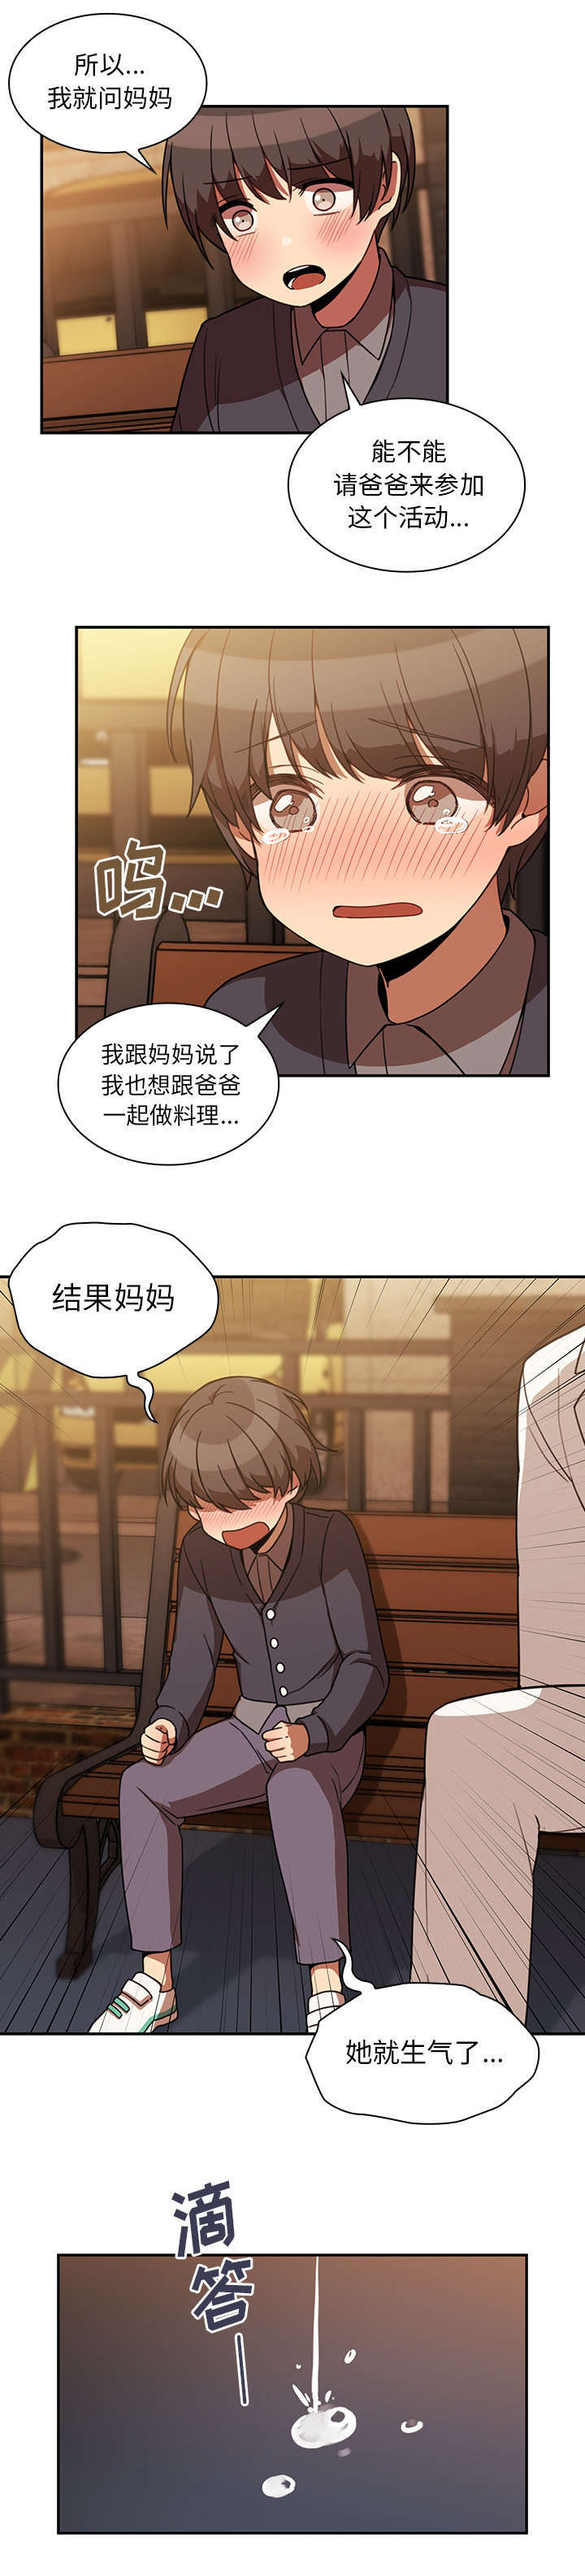 所以...
我就问妈妈
能不能
请爸爸来参加
这个活动...
呜...
我跟妈妈说了
我也想跟爸爸
一起做料理...
结果妈妈
她就生气了...
滴
答